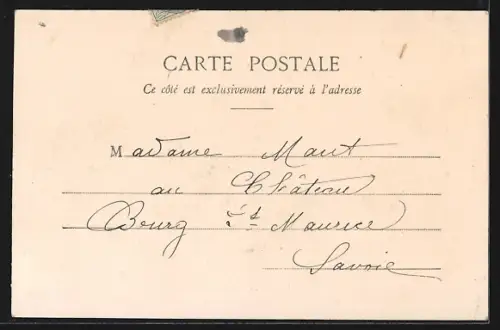 CARTE POSTALE
Ce côté est exclusivement réservé à l'adresse
Madame Maut
au Château
Bourg St Maurice
Savoie